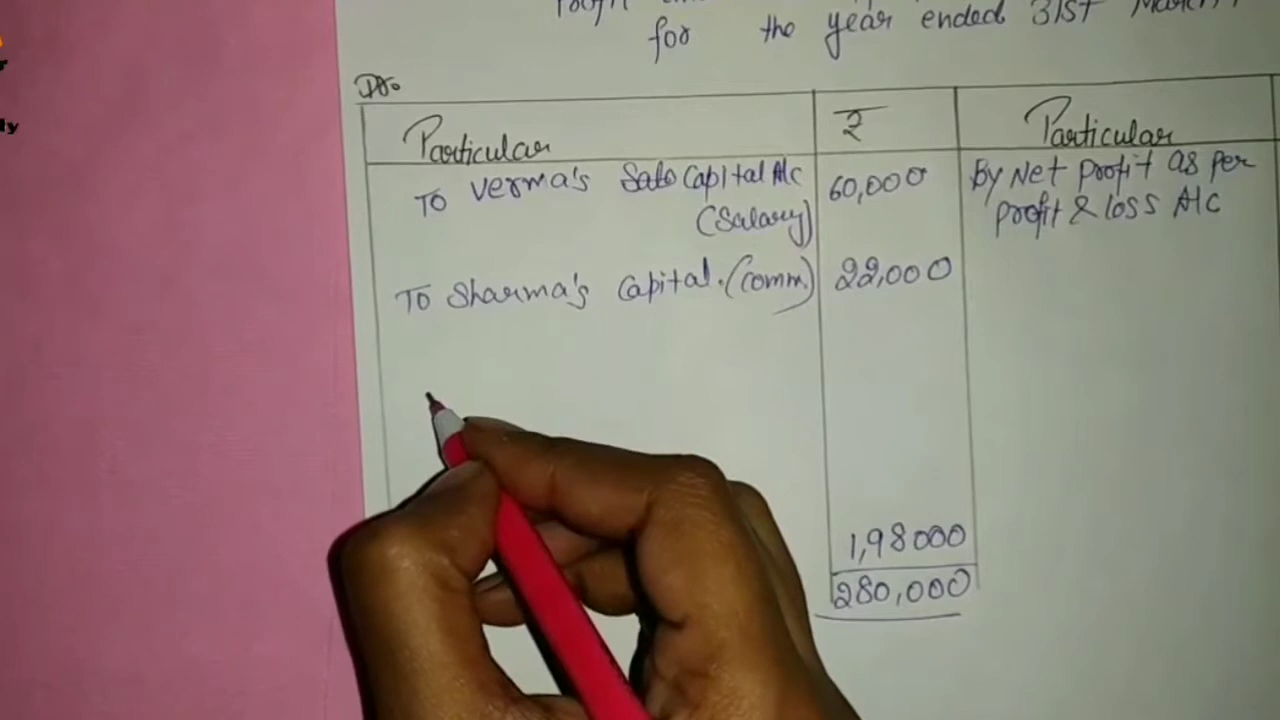 for the year ended 31st March,
Dr.
Particular ₹ Particular
To Verma's Capital A/c 60,000 By Net profit as per
(Salary) profit & loss A/c
To Sharma's Capital. (comm.) 22,000
1,98000
280,000